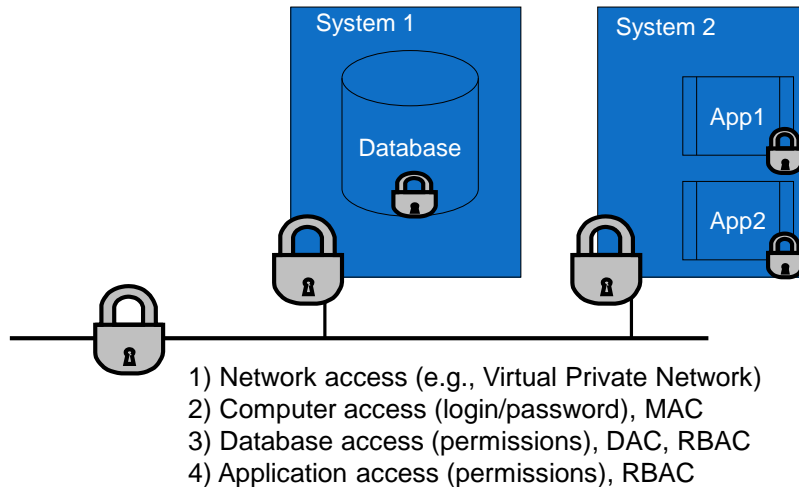 System 1
System 2
Database
App1
App2
1) Network access (e.g., Virtual Private Network)
2) Computer access (login/password), MAC
3) Database access (permissions), DAC, RBAC
4) Application access (permissions), RBAC